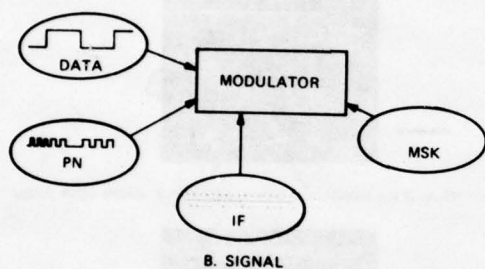 DATA
MODULATOR
PN
MSK
IF
B. SIGNAL